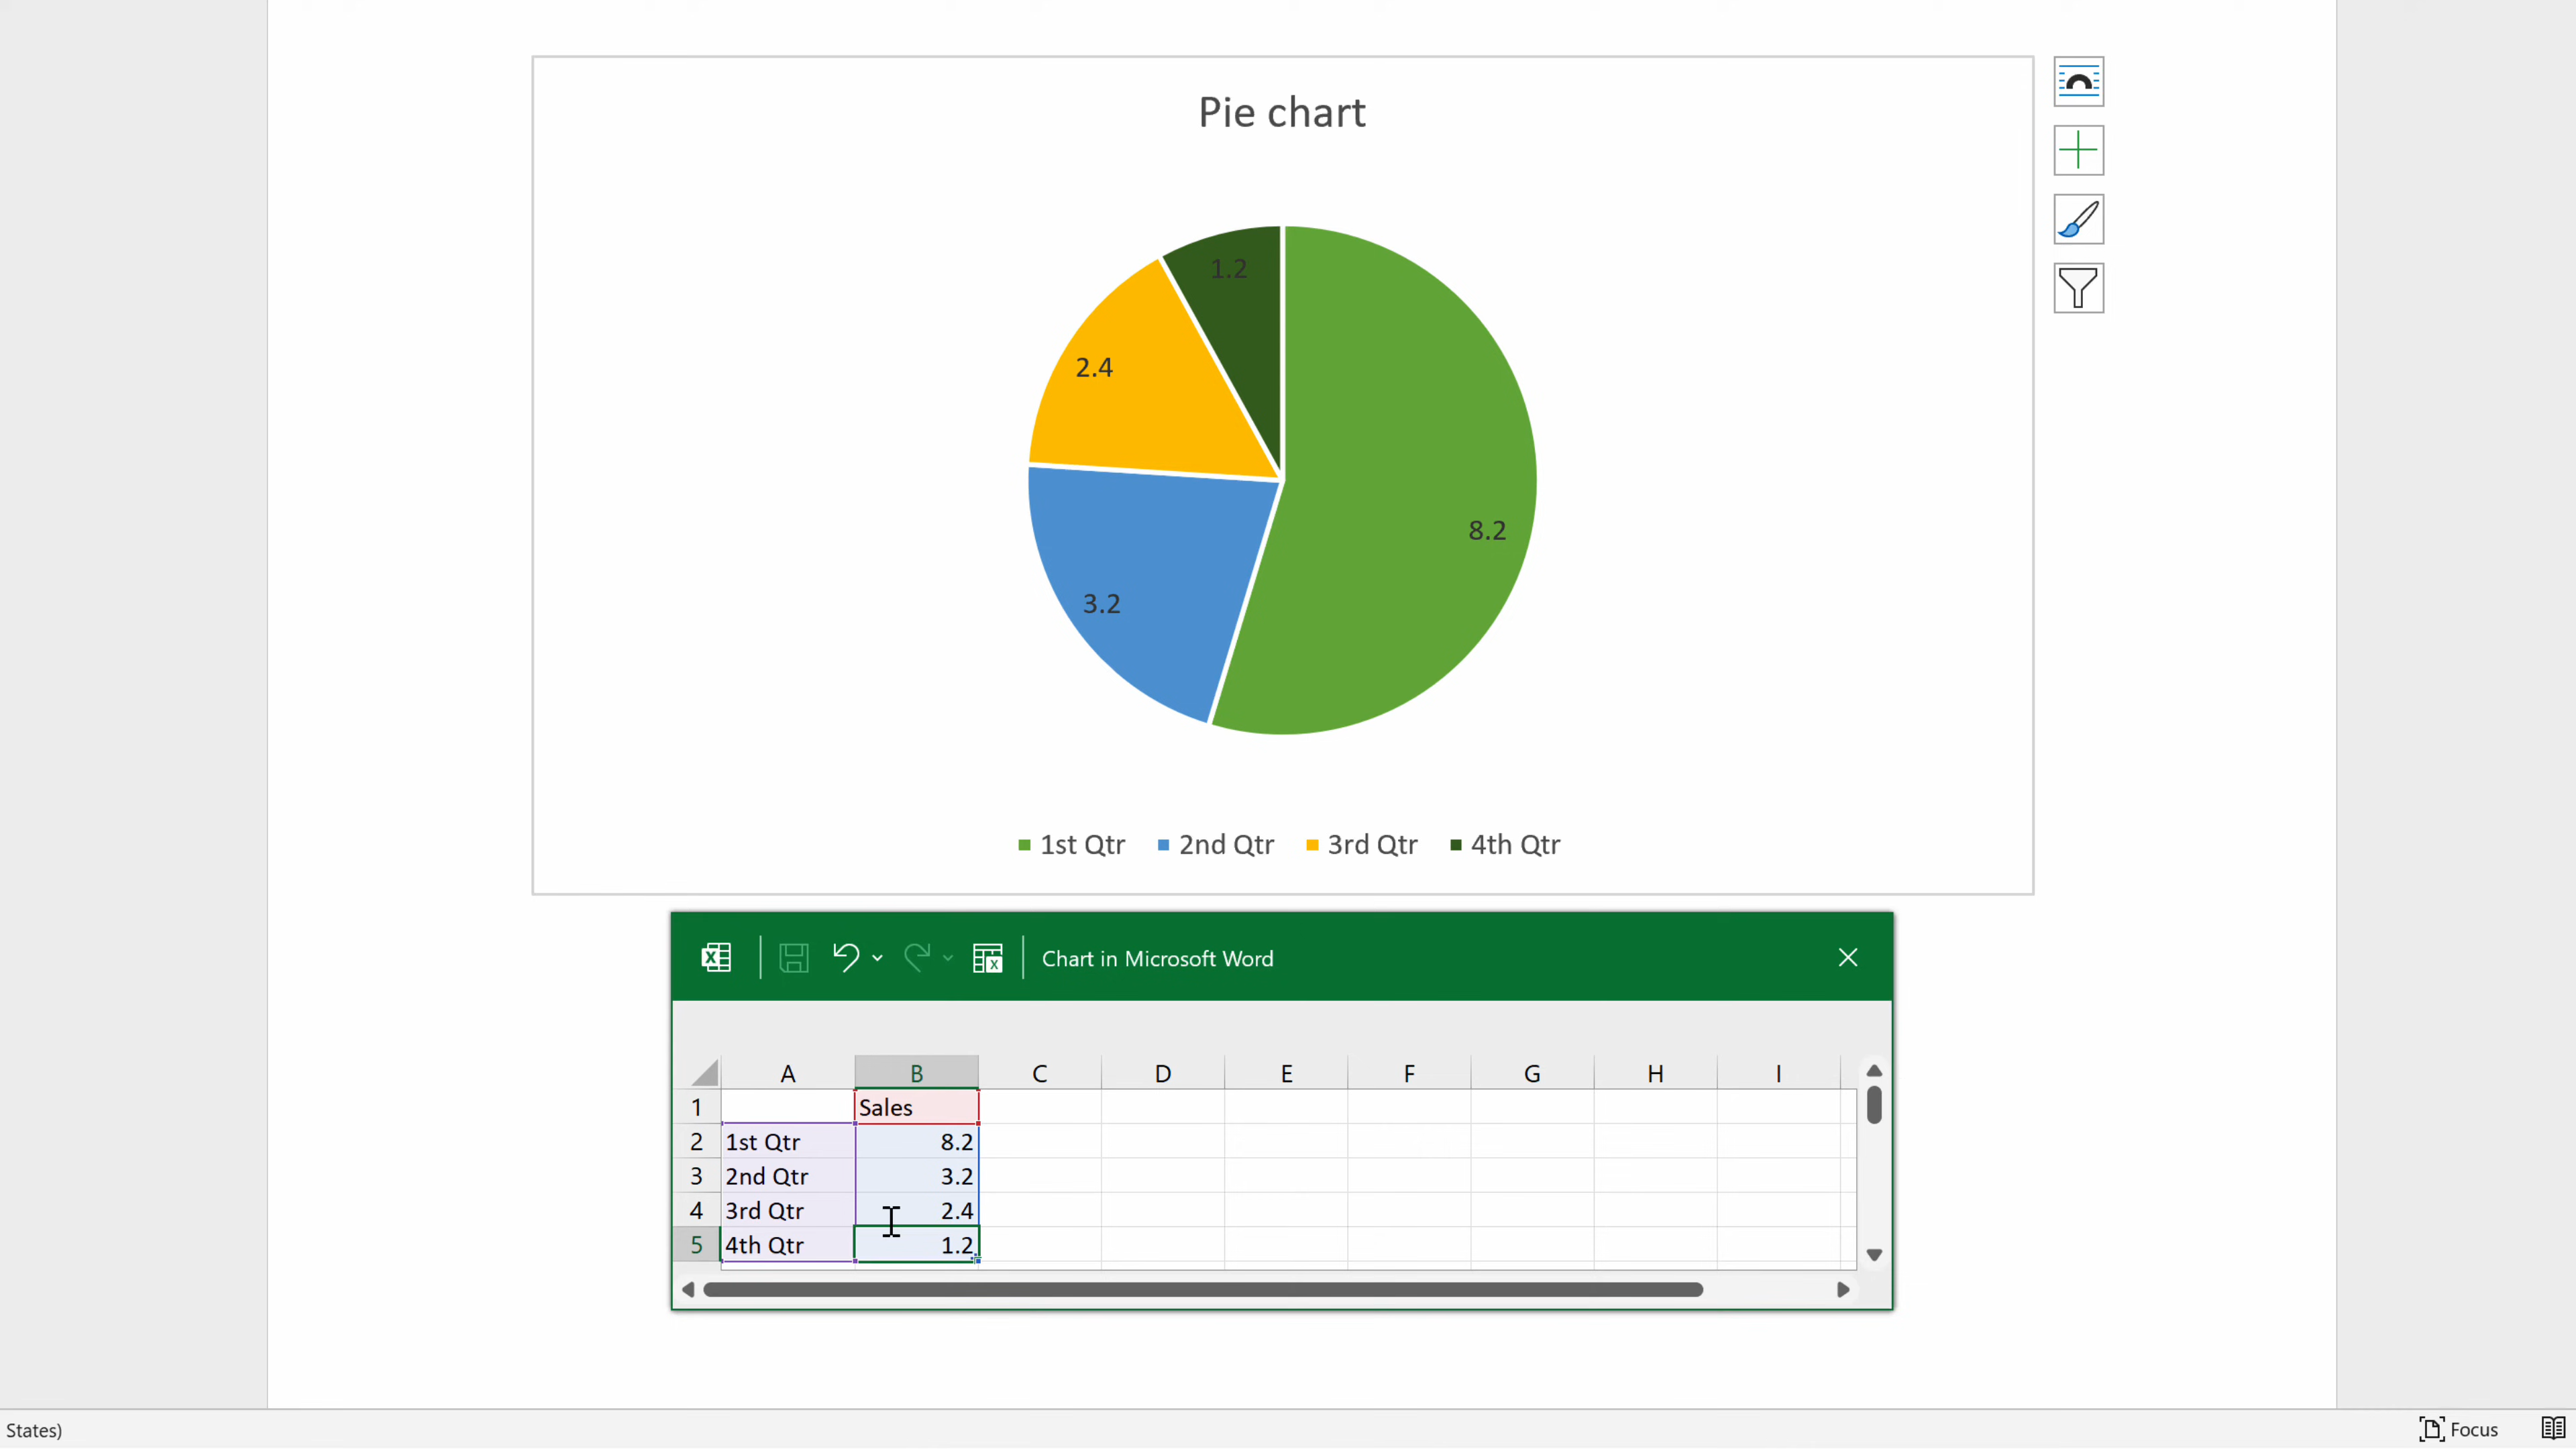 Pie chart
1.2
2.4
8.2
3.2
1st Qtr 2nd Qtr 3rd Qtr 4th Qtr
Chart in Microsoft Word
A B C D E F G H I
1 Sales
2 1st Qtr 8.2
3 2nd Qtr 3.2
4 3rd Qtr 2.4
5 4th Qtr 1.2
States) Focus